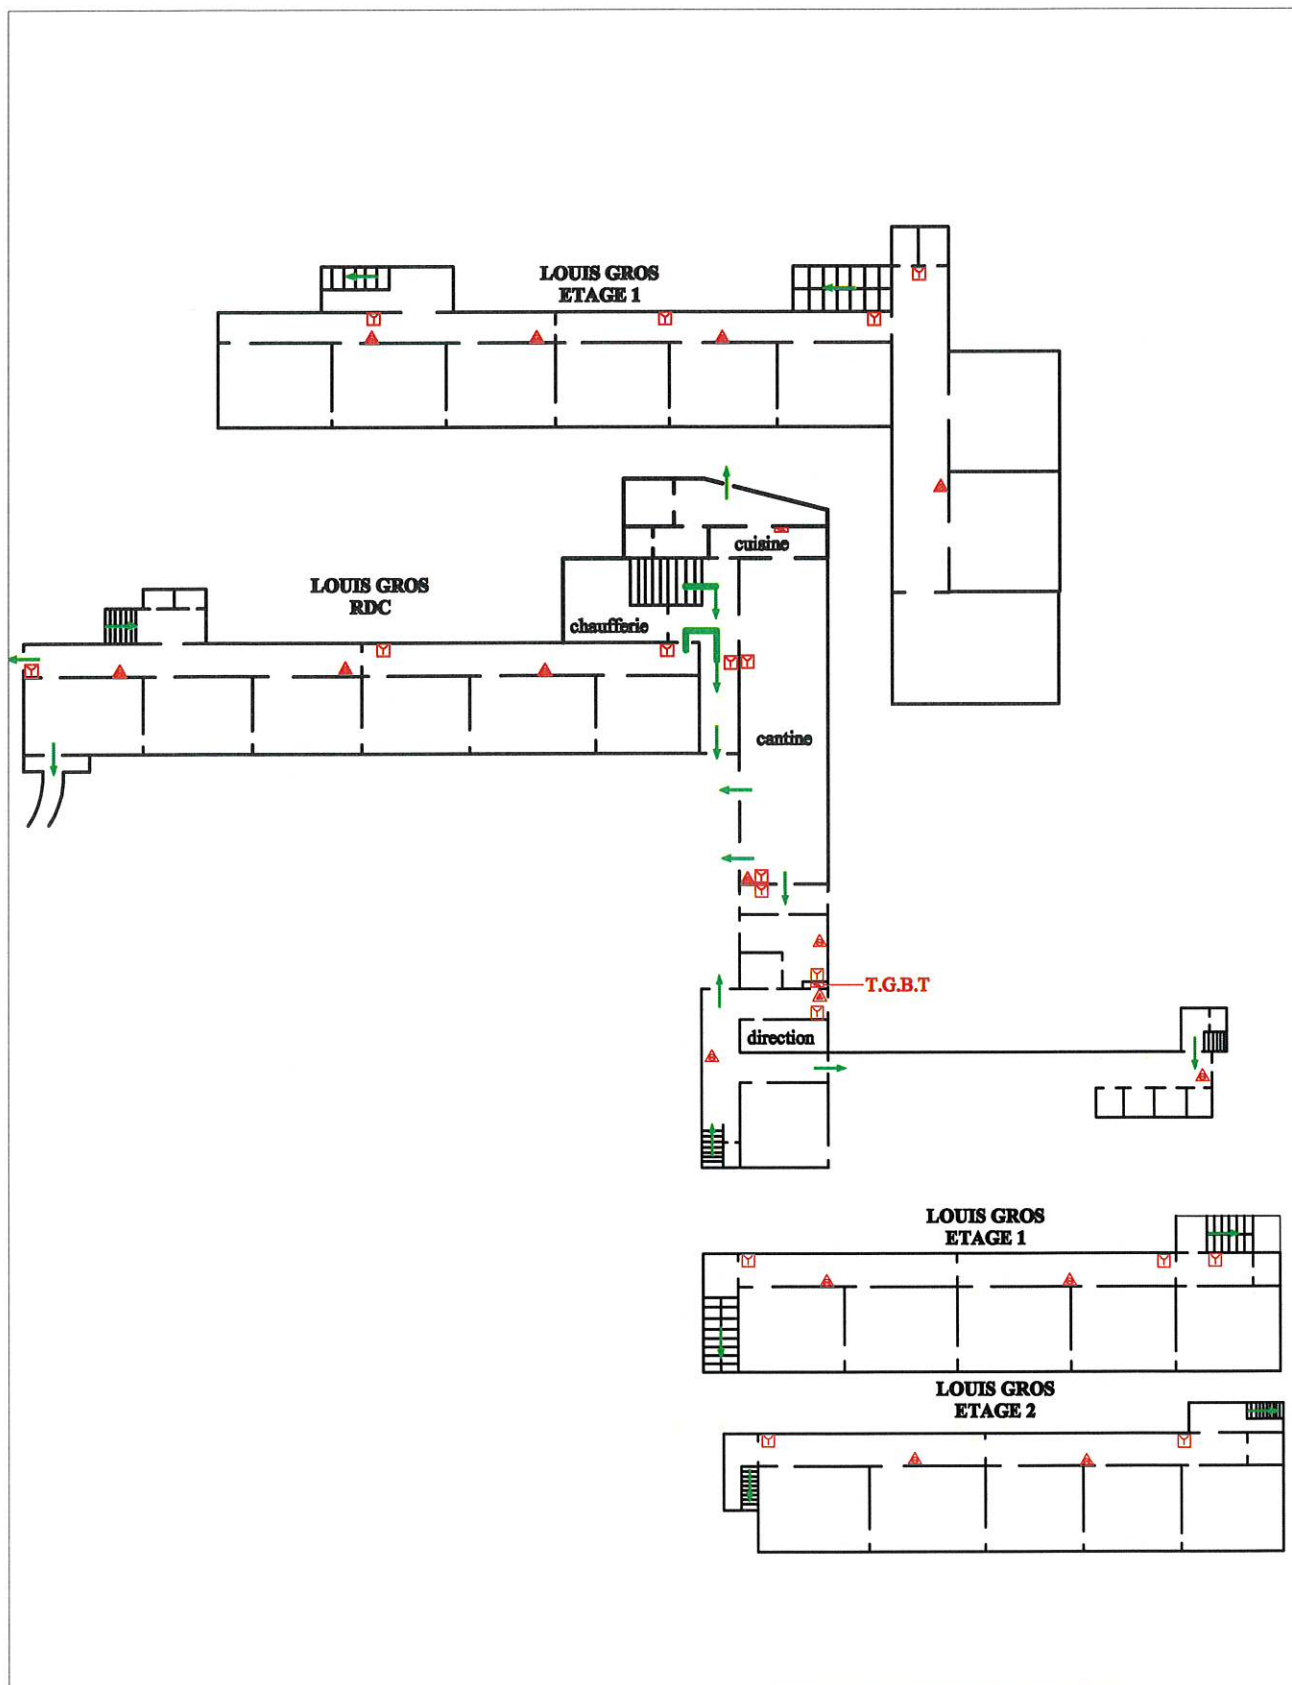 LOUIS GROS
ETAGE 1
cuisine
LOUIS GROS
RDC
chaufferie
cantine
T.G.B.T
direction
LOUIS GROS
ETAGE 1
LOUIS GROS
ETAGE 2